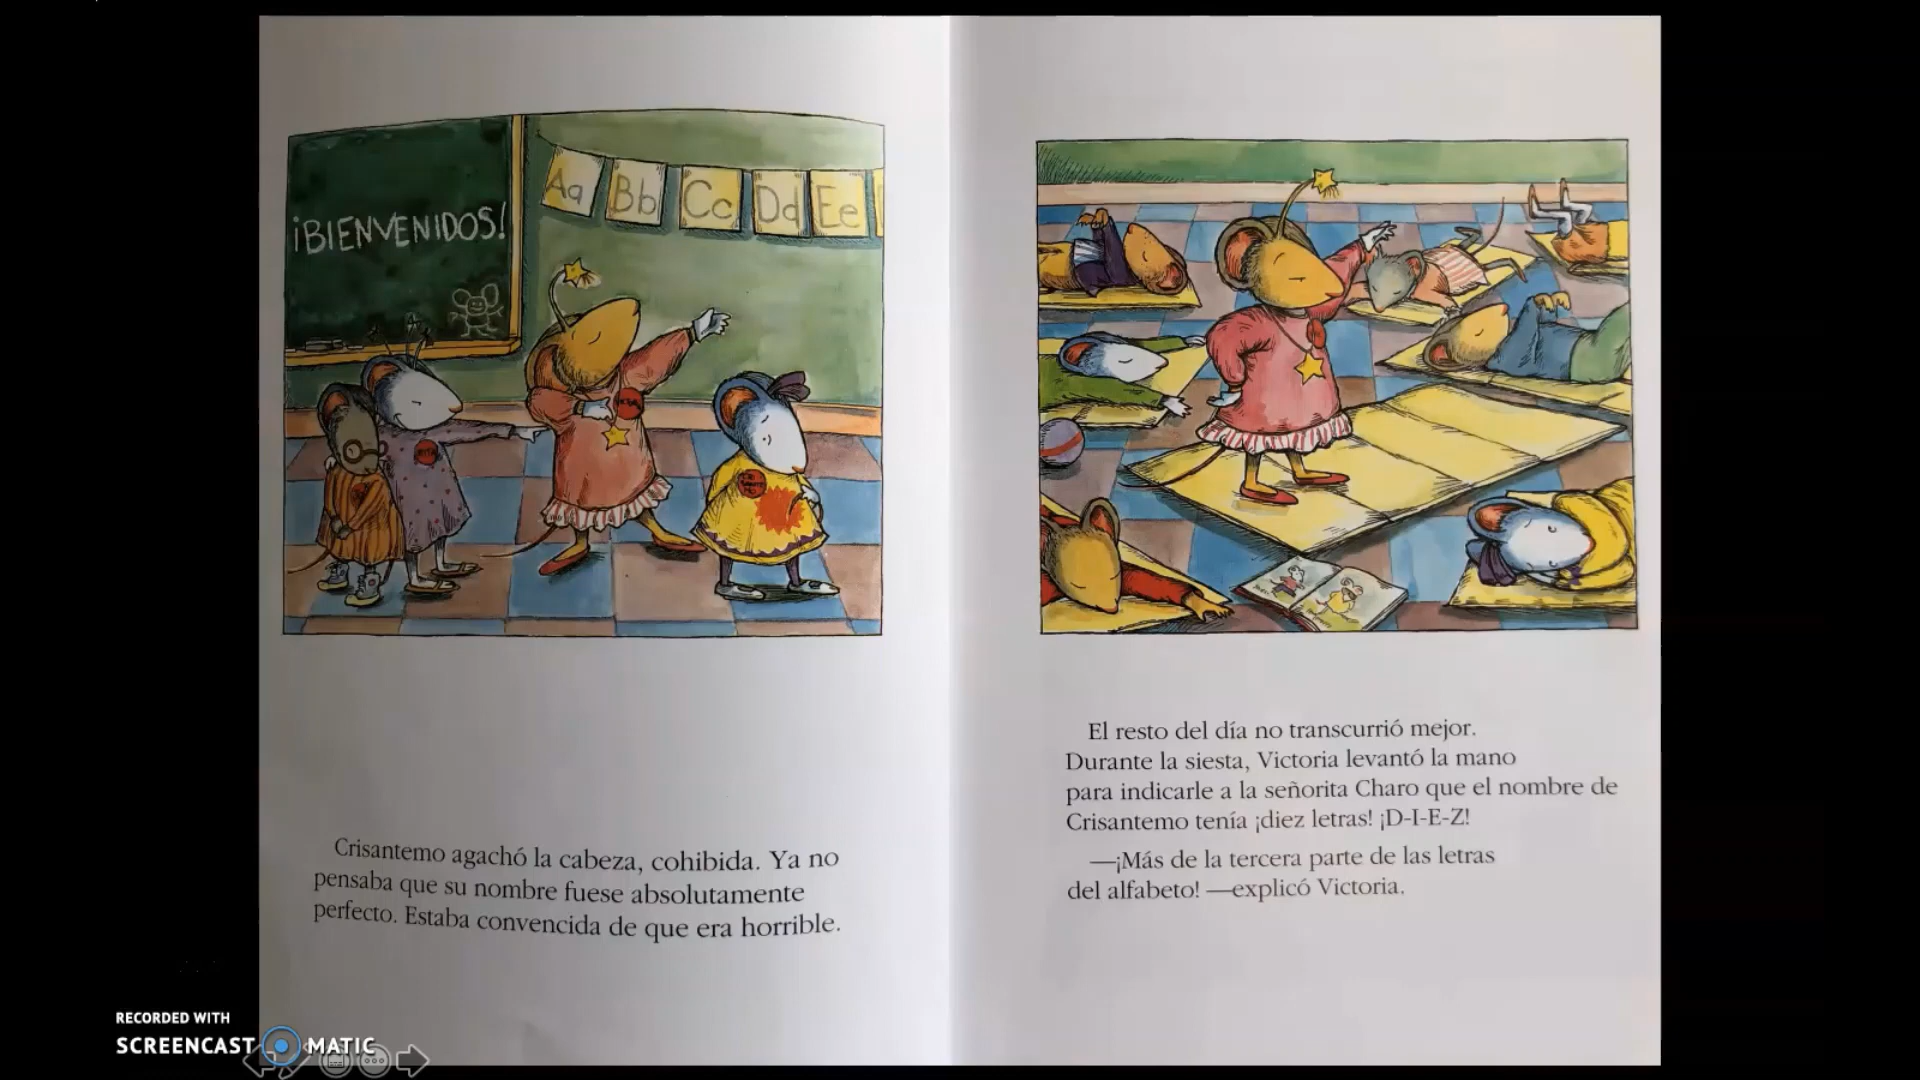 ¡BIENVENIDOS!
Aa Bb Cc Dd Ee
Crisantemo agachó la cabeza, cohibida. Ya no
pensaba que su nombre fuese absolutamente
perfecto. Estaba convencida de que era horrible.
El resto del día no transcurrió mejor.
Durante la siesta, Victoria levantó la mano
para indicarle a la señorita Charo que el nombre de
Crisantemo tenía ¡diez letras! ¡D-I-E-Z!
—¡Más de la tercera parte de las letras
del alfabeto! —explicó Victoria.
RECORDED WITH
SCREENCAST MATIC